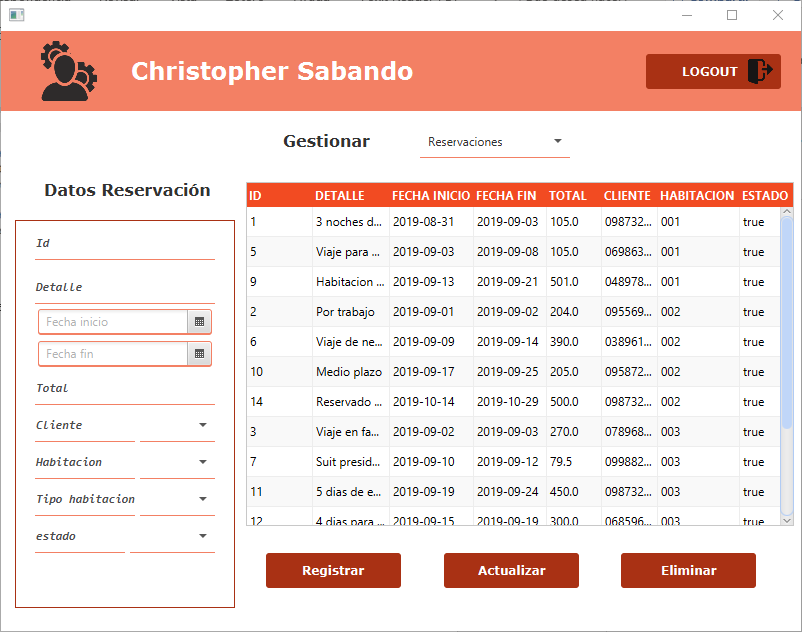 Christopher Sabando
LOGOUT
Gestionar
Reservaciones
Datos Reservación
Id
Detalle
Fecha inicio
Fecha fin
Total
Cliente
Habitacion
Tipo habitacion
estado
ID DETALLE FECHA INICIO FECHA FIN TOTAL CLIENTE HABITACION ESTADO
1 3 noches d... 2019-08-31 2019-09-03 105.0 098732... 001 true
5 Viaje para ... 2019-09-03 2019-09-08 105.0 069863... 001 true
9 Habitacion ... 2019-09-13 2019-09-21 501.0 048978... 001 true
2 Por trabajo 2019-09-01 2019-09-02 204.0 095569... 002 true
6 Viaje de ne... 2019-09-09 2019-09-14 390.0 038961... 002 true
10 Medio plazo 2019-09-17 2019-09-25 205.0 095872... 002 true
14 Reservado ... 2019-10-14 2019-10-29 500.0 098732... 002 true
3 Viaje en fa... 2019-09-02 2019-09-03 270.0 078968... 003 true
7 Suit presid... 2019-09-10 2019-09-12 79.5 099882... 003 true
11 5 dias de e... 2019-09-19 2019-09-24 450.0 098732... 003 true
12 4 dias para ... 2019-09-15 2019-09-19 300.0 068596... 003 true
Registrar
Actualizar
Eliminar